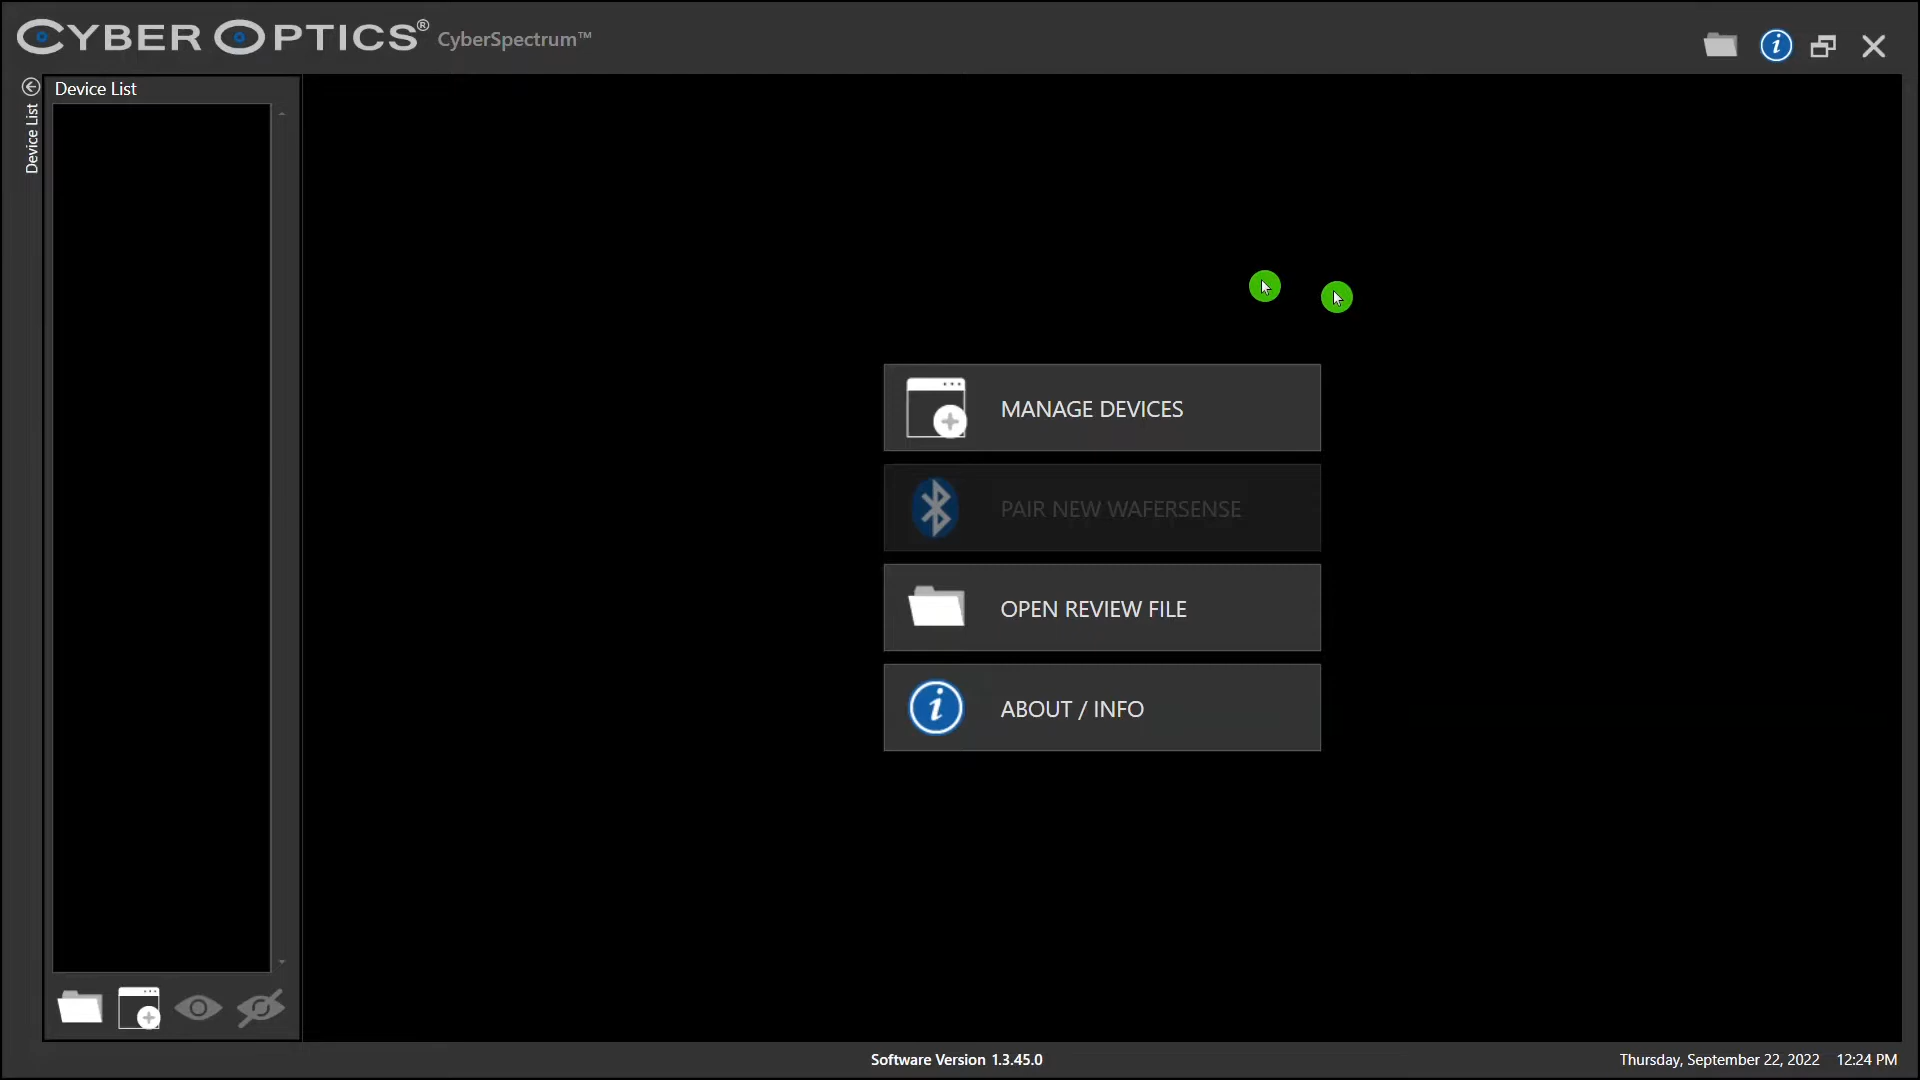 CYBEROPTICS® CyberSpectrum™
Device List
Device List
MANAGE DEVICES
PAIR NEW WAFERSENSE
OPEN REVIEW FILE
ABOUT / INFO
Software Version 1.3.45.0
Thursday, September 22, 2022 12:24 PM